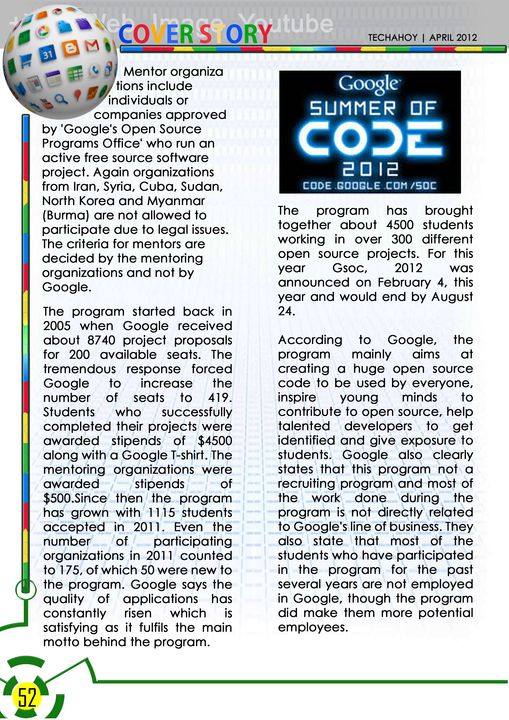 Web Image Youtube
COVER STORY
TECHAHOY | APRIL 2012
Mentor organiza
tions include
individuals or
companies approved
by 'Google's Open Source
Programs Office' who run an
active free source software
project. Again organizations
from Iran, Syria, Cuba, Sudan,
North Korea and Myanmar
(Burma) are not allowed to
participate due to legal issues.
The criteria for mentors are
decided by the mentoring
organizations and not by
Google.
The program started back in
2005 when Google received
about 8740 project proposals
for 200 available seats. The
tremendous response forced
Google to increase the
number of seats to 419.
Students who successfully
completed their projects were
awarded stipends of $4500
along with a Google T-shirt. The
mentoring organizations were
awarded stipends of
$500.Since then the program
has grown with 1115 students
accepted in 2011. Even the
number of participating
organizations in 2011 counted
to 175, of which 50 were new to
the program. Google says the
quality of applications has
constantly risen which is
satisfying as it fulfils the main
motto behind the program.
Google
SUMMER OF
CODE
2012
CODE.GOOGLE.COM/SOC
The program has brought
together about 4500 students
working in over 300 different
open source projects. For this
year Gsoc, 2012 was
announced on February 4, this
year and would end by August
24.
According to Google, the
program mainly aims at
creating a huge open source
code to be used by everyone,
inspire young minds to
contribute to open source, help
talented developers to get
identified and give exposure to
students. Google also clearly
states that this program not a
recruiting program and most of
the work done during the
program is not directly related
to Google's line of business. They
also state that most of the
students who have participated
in the program for the past
several years are not employed
in Google, though the program
did make them more potential
employees.
52